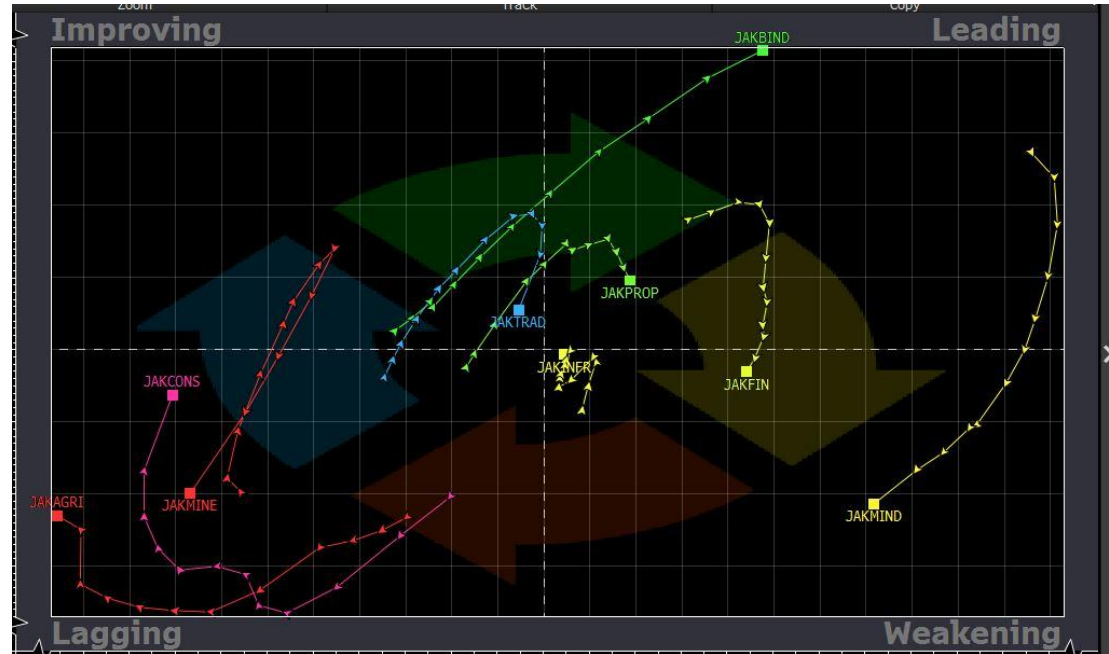 Zoom Track Copy
Improving Leading
JAKBIND
JAKPROP
JAKTRAD
JAKINFR
JAKCONS
JAKFIN
JAKAGRI
JAKMINE
JAKMIND
Lagging Weakening